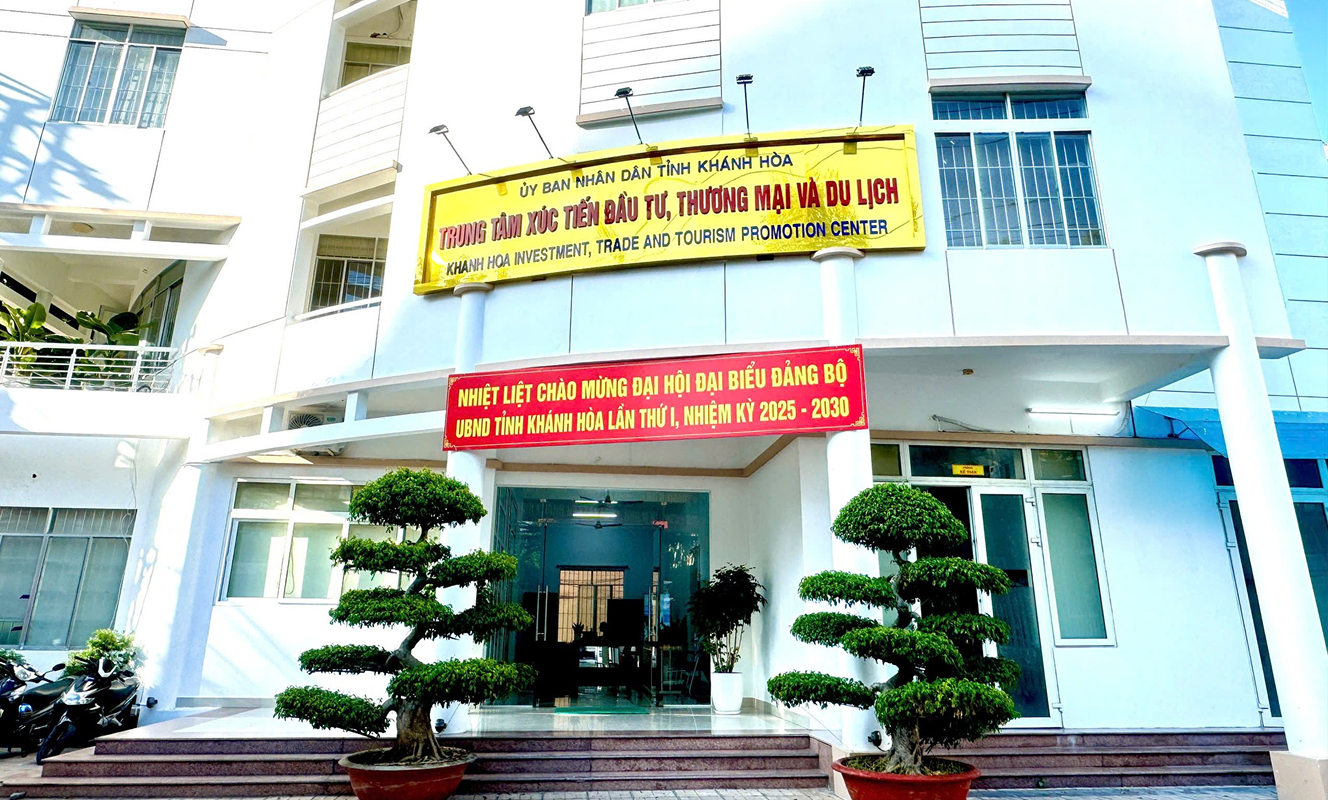 ỦY BAN NHÂN DÂN TỈNH KHÁNH HÒA
TRUNG TÂM XÚC TIẾN ĐẦU TƯ, THƯƠNG MẠI VÀ DU LỊCH
KHANH HOA INVESTMENT, TRADE AND TOURISM PROMOTION CENTER
NHIỆT LIỆT CHÀO MỪNG ĐẠI HỘI ĐẠI BIỂU ĐẢNG BỘ
UBND TỈNH KHÁNH HÒA LẦN THỨ I, NHIỆM KỲ 2025 - 2030